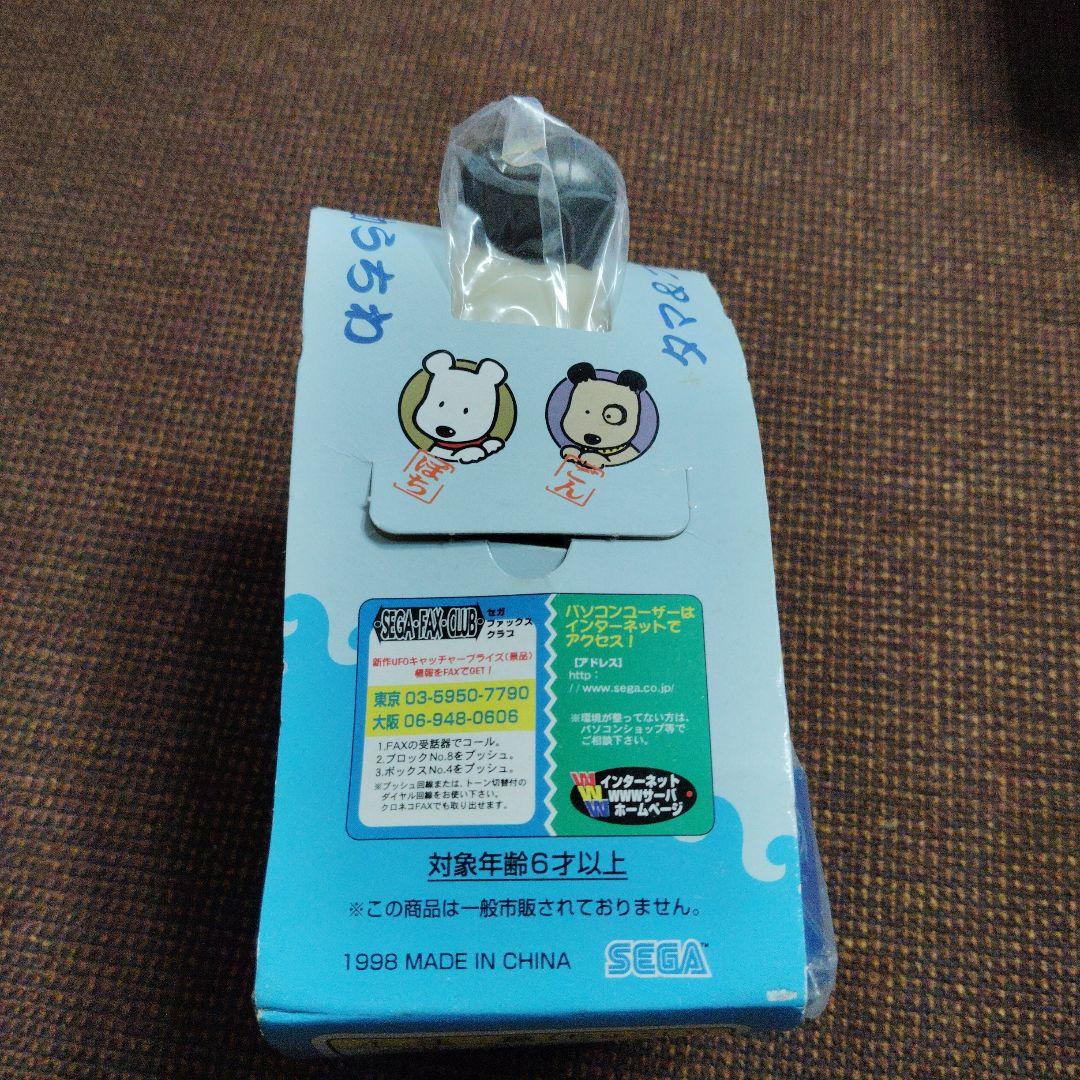 ぽち
ごん
SEGA・FAX・CLUB
セガ
ファックス
クラブ
新作UFOキャッチャープライズ(景品)
情報をFAXでGET!
東京 03-5950-7790
大阪 06-948-0606
1.FAXの受話器でコール。
2.ブロックNo.8をプッシュ。
3.ボックスNo.4をプッシュ。
※プッシュ回線または、トーン切替付の
ダイヤル回線をお使い下さい。
クロネコFAXでも取り出せます。
パソコンユーザーは
インターネットで
アクセス!
[アドレス]
http:
//www.sega.co.jp/
※環境が整ってない方は、
パソコンショップ等で
ご相談下さい。
WWW
インターネット
WWWサーバ
ホームページ
対象年齢6才以上
※この商品は一般市販されておりません。
1998 MADE IN CHINA
SEGA™